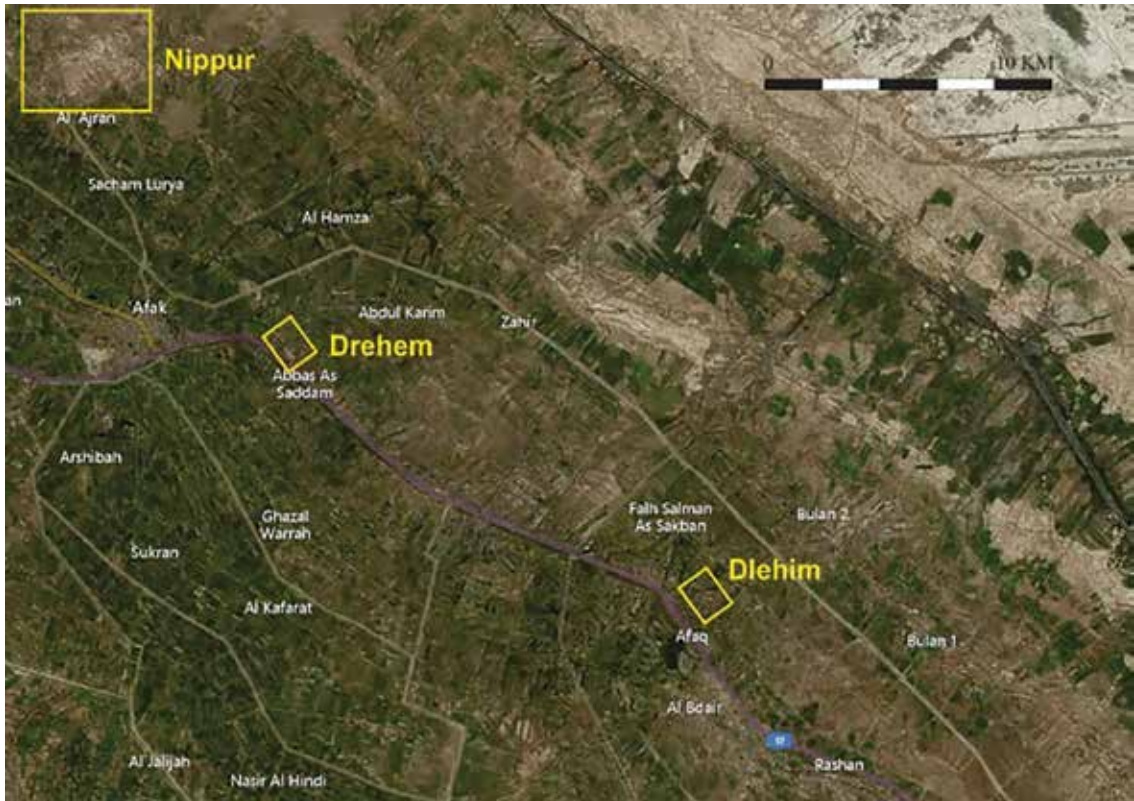 Nippur
0 10 KM
Al Ajran
Sacham Lurya
Al Hamza
an
Afak
Abdul Karim
Zahir
Drehem
Abbas As
Saddam
Arshibah
Falh Salman
As Sakban
Bulan 2
Ghazal
Warrah
Sukran
Dlehim
Al Kafarat
Afaq
Bulan 1
Al Bdair
Rashan
Al Jalijah
Nasir Al Hindi